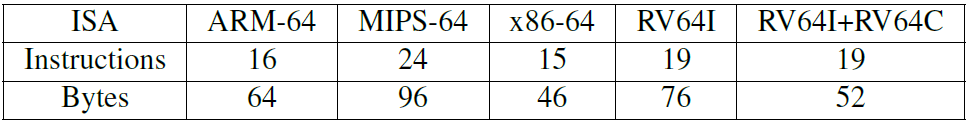 ISA ARM-64 MIPS-64 x86-64 RV64I RV64I+RV64C
Instructions 16 24 15 19 19
Bytes 64 96 46 76 52